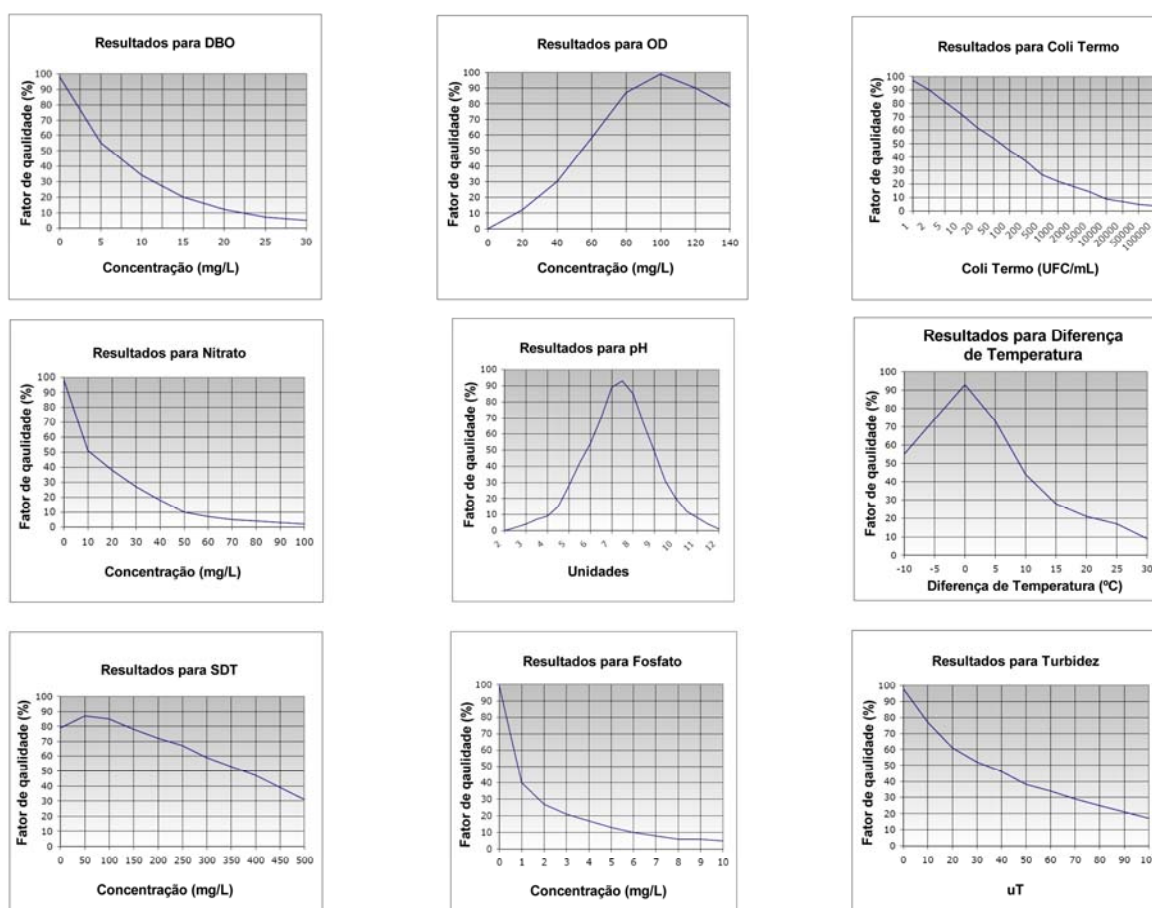 Resultados para DBO
Fator de qaulidade (%)
100
90
80
70
60
50
40
30
20
10
0
0 5 10 15 20 25 30
Concentração (mg/L)
Resultados para OD
Fator de qaulidade (%)
100
90
80
70
60
50
40
30
20
10
0
0 20 40 60 80 100 120 140
Concentração (mg/L)
Resultados para Coli Termo
Fator de qaulidade (%)
100
90
80
70
60
50
40
30
20
10
0
1 2 5 10 20 50 100 200 500 1000 2000 5000 10000 20000 50000 100000
Coli Termo (UFC/mL)
Resultados para Nitrato
Fator de qaulidade (%)
100
90
80
70
60
50
40
30
20
10
0
0 10 20 30 40 50 60 70 80 90 100
Concentração (mg/L)
Resultados para pH
Fator de qaulidade (%)
100
90
80
70
60
50
40
30
20
10
0
2 3 4 5 6 7 8 9 10 11 12
Unidades
Resultados para Diferença
de Temperatura
Fator de qaulidade (%)
100
90
80
70
60
50
40
30
20
10
0
-10 -5 0 5 10 15 20 25 30
Diferença de Temperatura (ºC)
Resultados para SDT
Fator de qaulidade (%)
100
90
80
70
60
50
40
30
20
10
0
0 50 100 150 200 250 300 350 400 450 500
Concentração (mg/L)
Resultados para Fosfato
Fator de qaulidade (%)
100
90
80
70
60
50
40
30
20
10
0
0 1 2 3 4 5 6 7 8 9 10
Concentração (mg/L)
Resultados para Turbidez
Fator de qaulidade (%)
100
90
80
70
60
50
40
30
20
10
0
0 10 20 30 40 50 60 70 80 90 10
uT